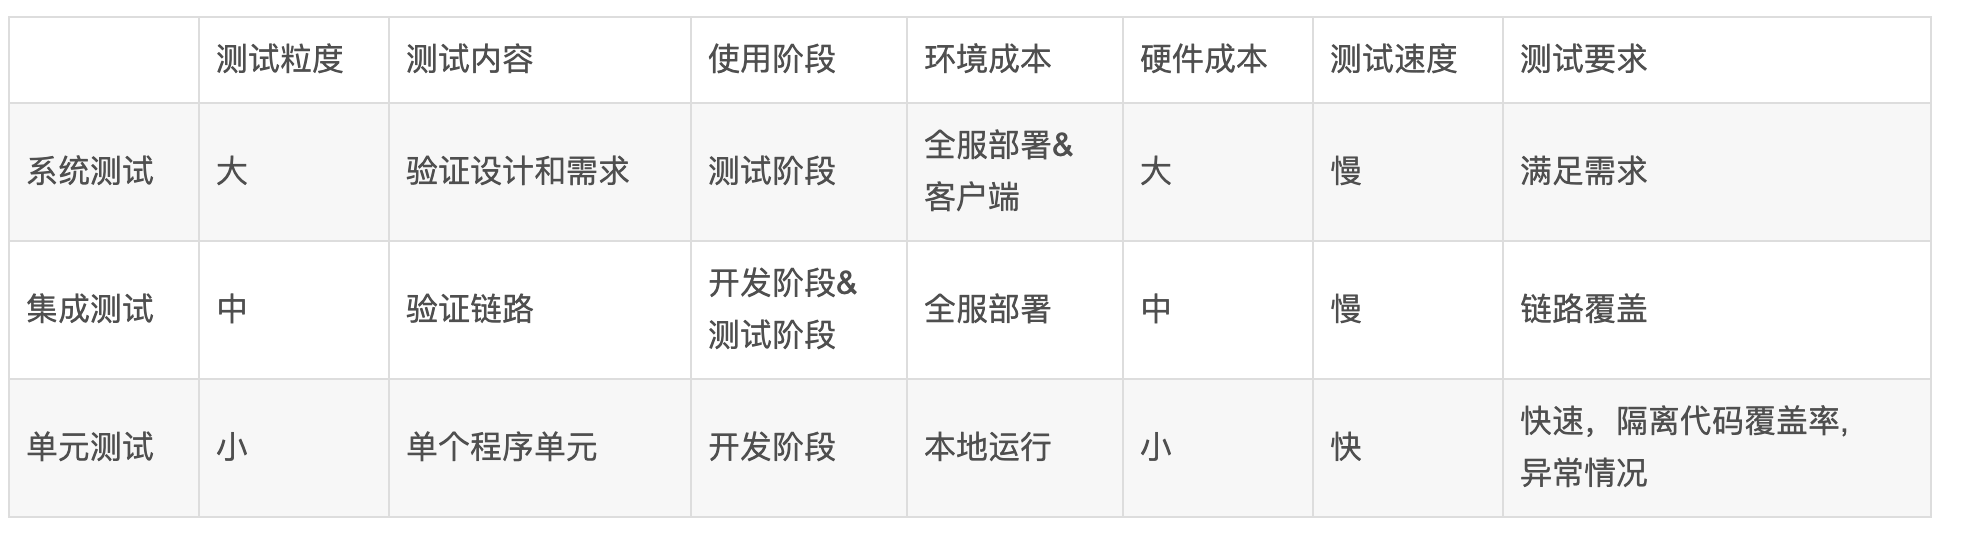 测试粒度 测试内容 使用阶段 环境成本 硬件成本 测试速度 测试要求
系统测试 大 验证设计和需求 测试阶段 全服部署& 大 慢 满足需求
客户端
集成测试 中 验证链路 开发阶段& 全服部署 中 慢 链路覆盖
测试阶段
单元测试 小 单个程序单元 开发阶段 本地运行 小 快 快速，隔离代码覆盖率,
异常情况